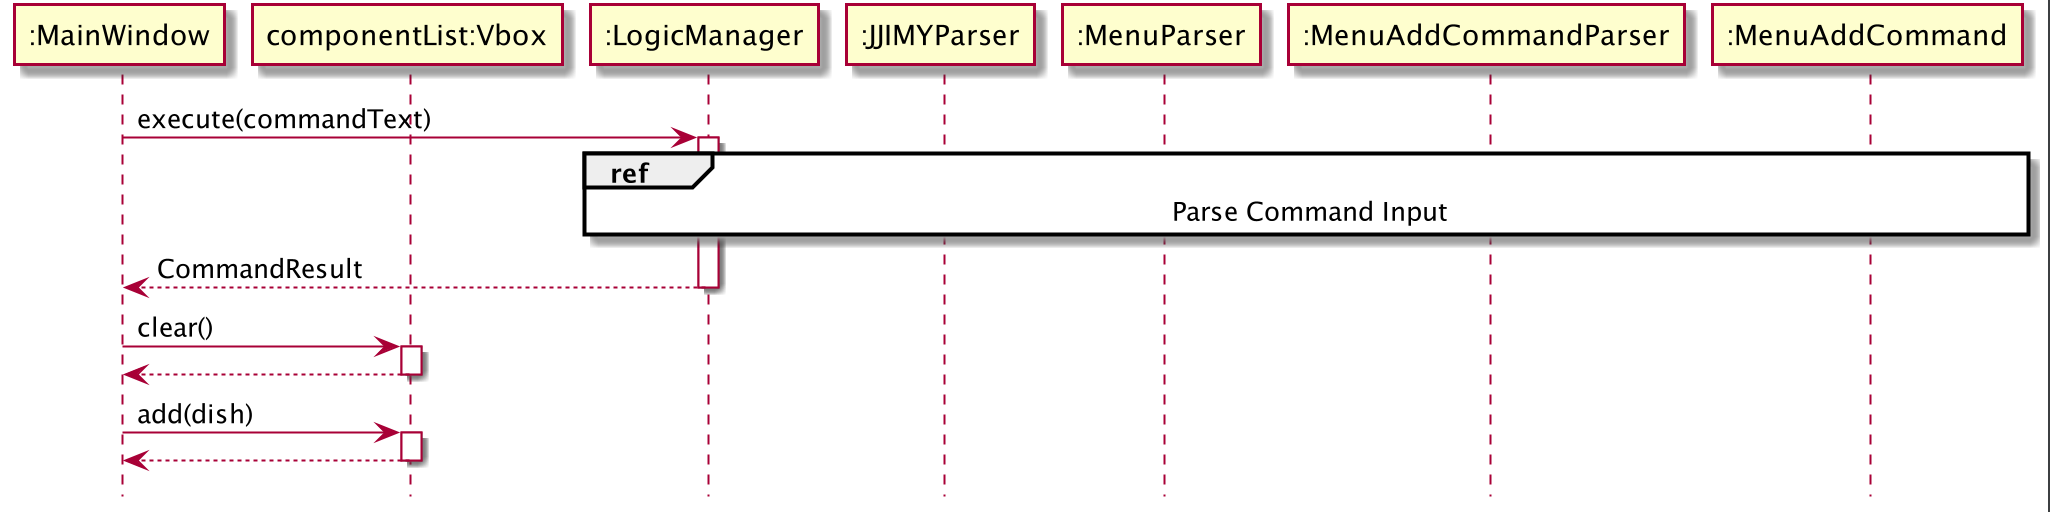 :MainWindow
componentList:Vbox
:LogicManager
:JJIMYParser
:MenuParser
:MenuAddCommandParser
:MenuAddCommand
execute(commandText)
ref
Parse Command Input
CommandResult
clear()
add(dish)